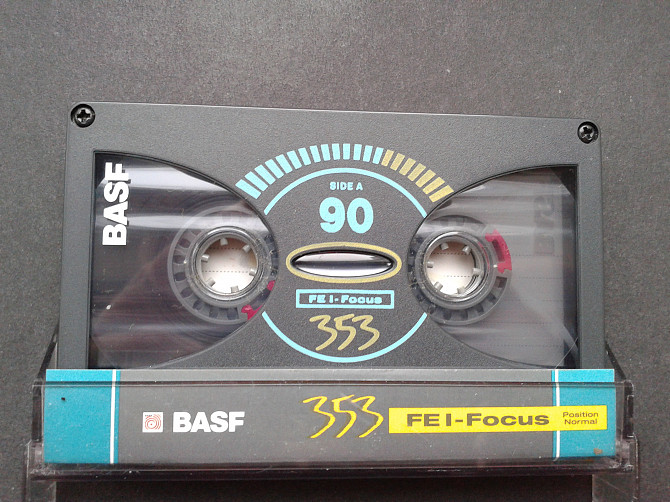 BASF
SIDE A
90
FE I-Focus
353
BASF
353
FE I-Focus
Position
Normal